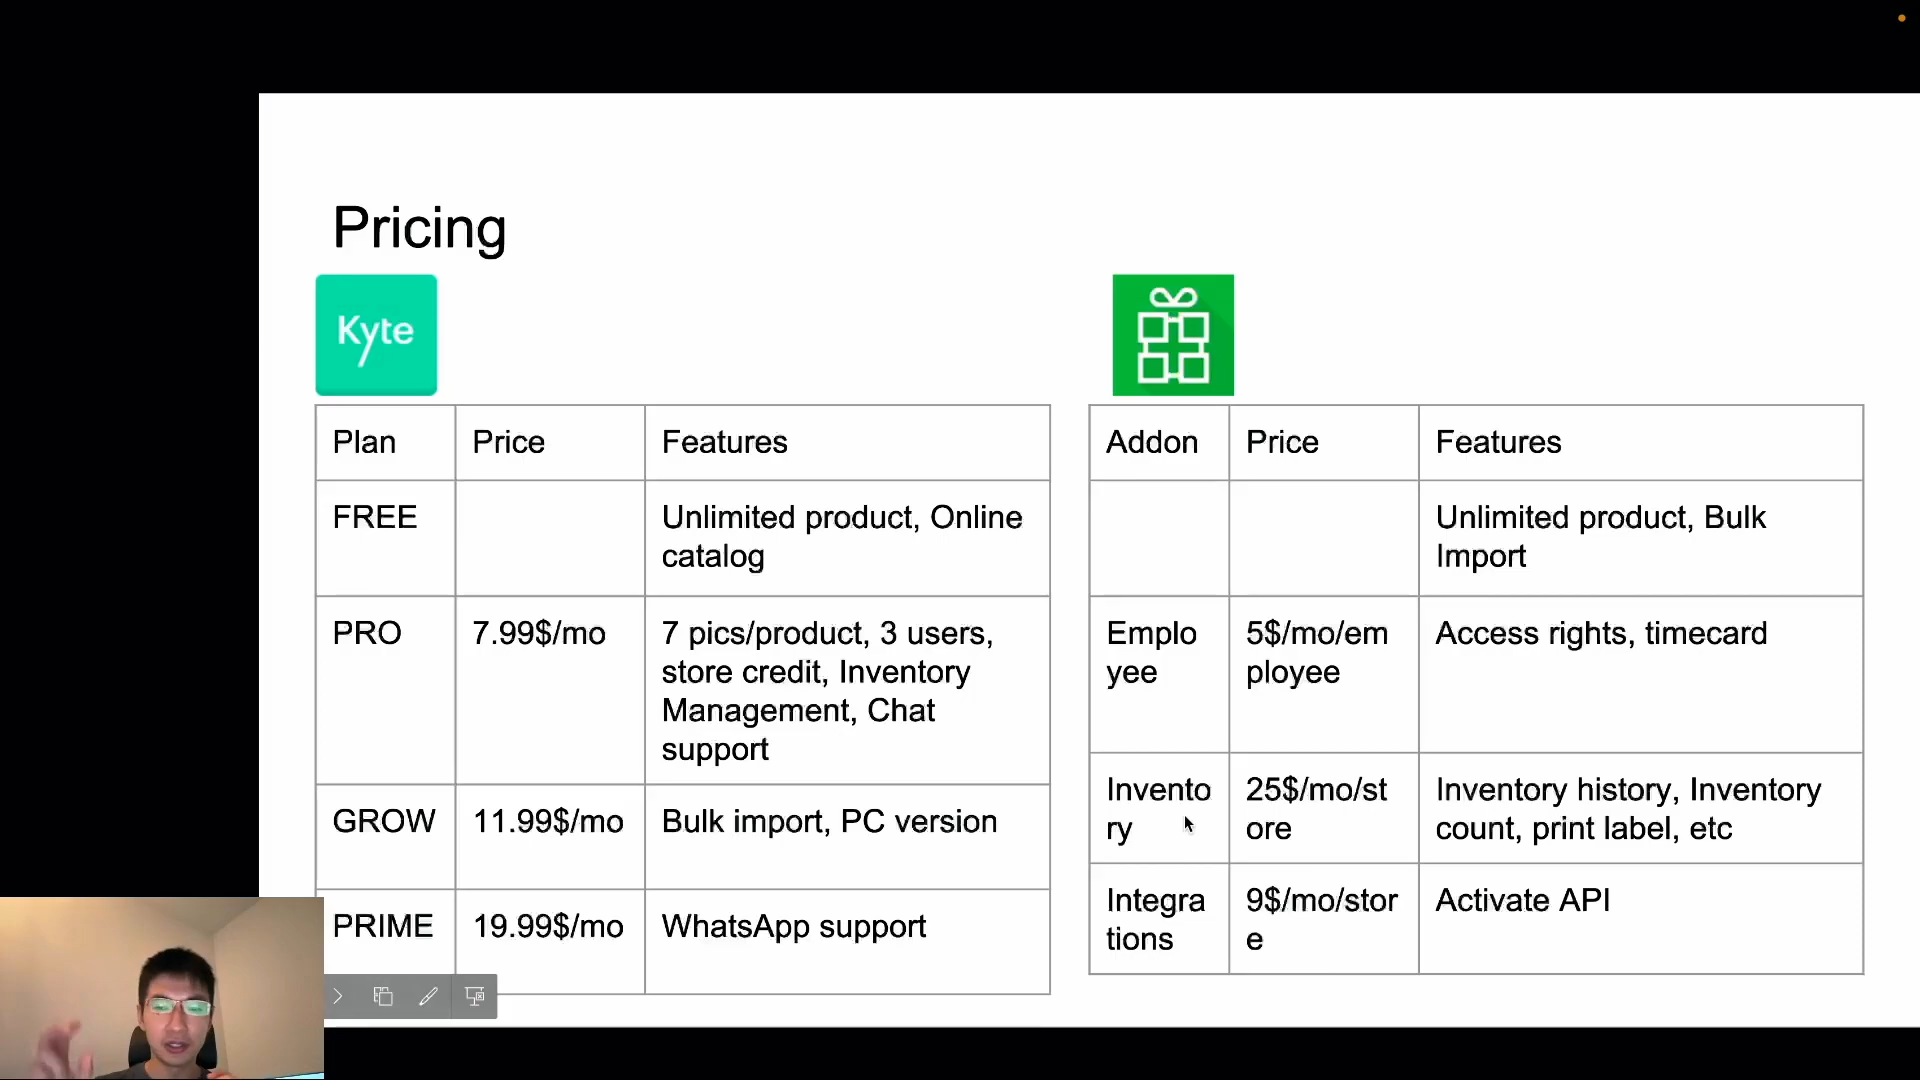 Pricing
Kyte
Plan
Price
Features
FREE
Unlimited product, Online
catalog
PRO
7.99$/mo
7 pics/product, 3 users,
store credit, Inventory
Management, Chat
support
GROW
11.99$/mo
Bulk import, PC version
PRIME
19.99$/mo
WhatsApp support
Addon
Price
Features
Unlimited product, Bulk
Import
Emplo
yee
5$/mo/em
ployee
Access rights, timecard
Invento
ry
25$/mo/st
ore
Inventory history, Inventory
count, print label, etc
Integra
tions
9$/mo/stor
e
Activate API